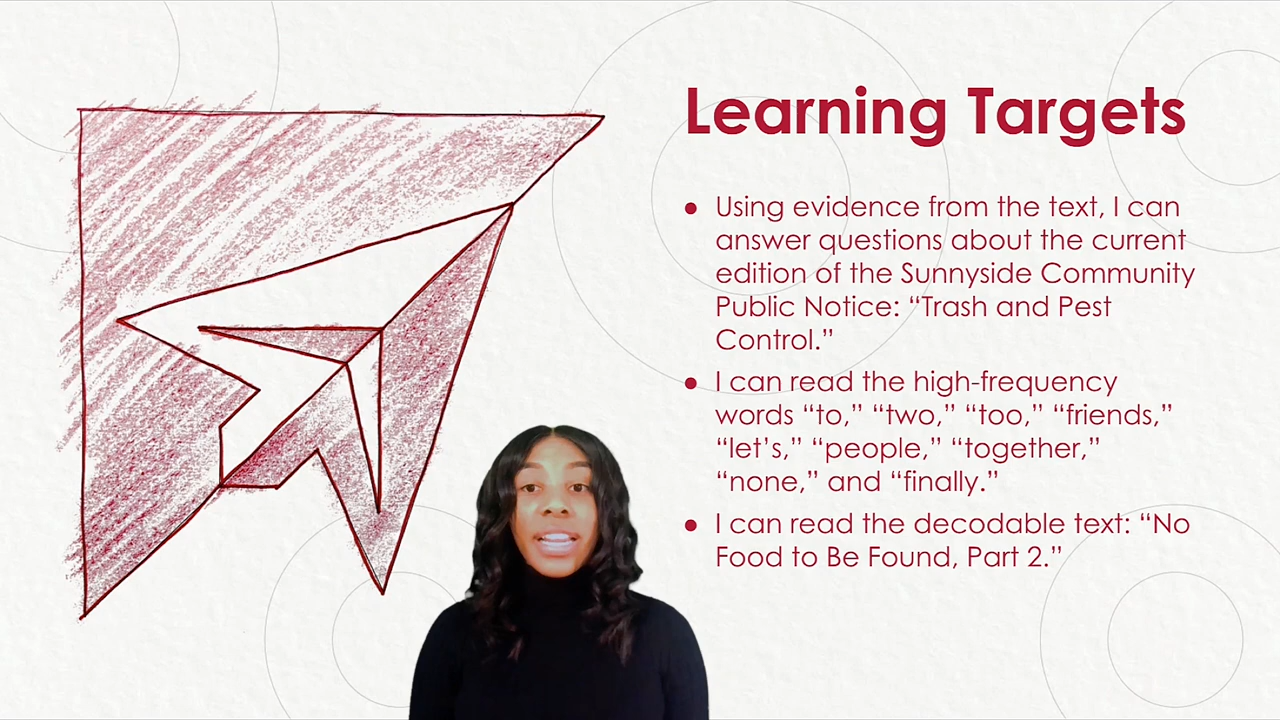 Learning Targets
● Using evidence from the text, I can
answer questions about the current
edition of the Sunnyside Community
Public Notice: “Trash and Pest
Control.”
● I can read the high-frequency
words “to,” “two,” “too,” “friends,”
“let’s,” “people,” “together,”
“none,” and “finally.”
● I can read the decodable text: “No
Food to Be Found, Part 2.”